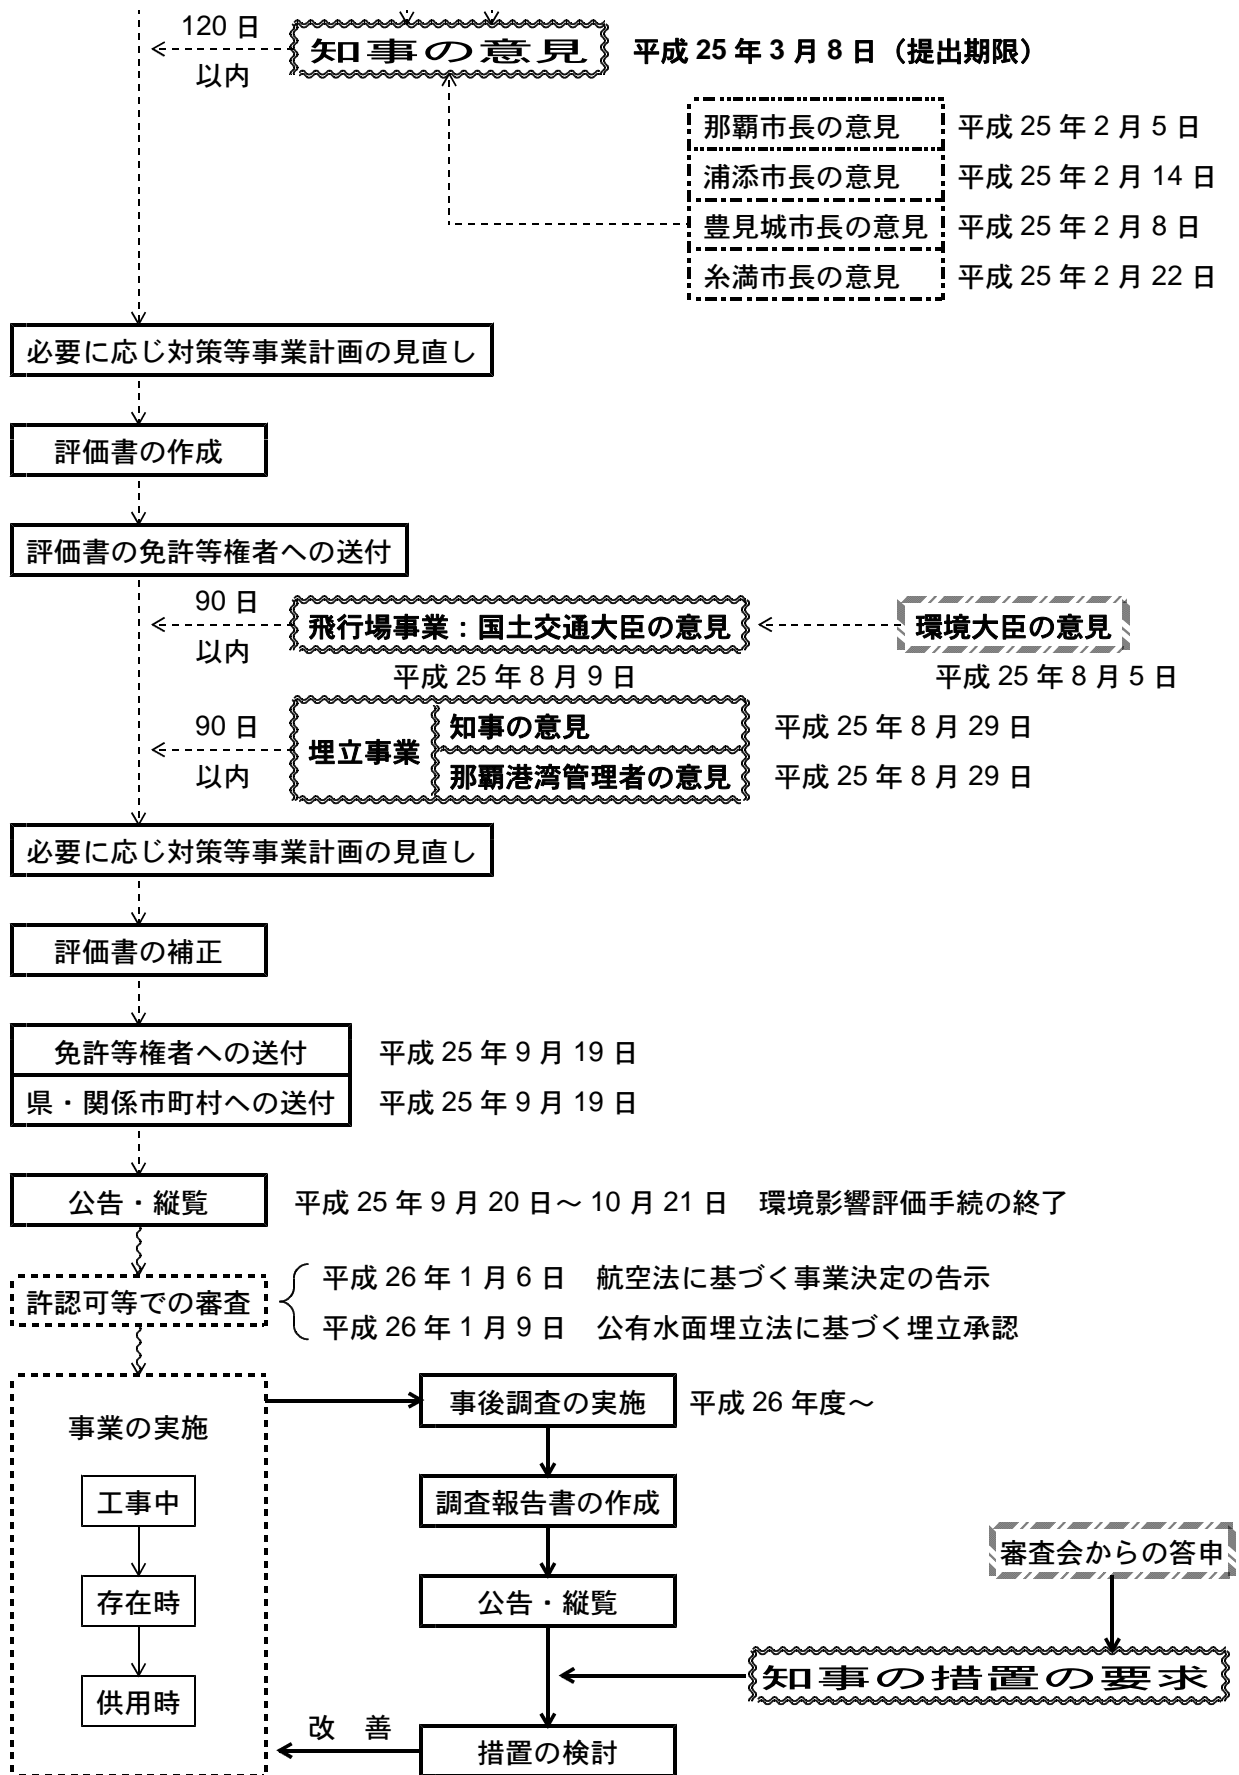 120 日
以内
知事の意見 平成 25 年 3 月 8 日（提出期限）
那覇市長の意見 平成 25 年 2 月 5 日
浦添市長の意見 平成 25 年 2 月 14 日
豊見城市長の意見 平成 25 年 2 月 8 日
糸満市長の意見 平成 25 年 2 月 22 日
必要に応じ対策等事業計画の見直し
評価書の作成
評価書の免許等権者への送付
90 日
以内
飛行場事業：国土交通大臣の意見 環境大臣の意見
平成 25 年 8 月 9 日 平成 25 年 8 月 5 日
90 日
以内
埋立事業
知事の意見 平成 25 年 8 月 29 日
那覇港湾管理者の意見 平成 25 年 8 月 29 日
必要に応じ対策等事業計画の見直し
評価書の補正
免許等権者への送付 平成 25 年 9 月 19 日
県・関係市町村への送付 平成 25 年 9 月 19 日
公告・縦覧 平成 25 年 9 月 20 日～ 10 月 21 日 環境影響評価手続の終了
許認可等での審査
平成 26 年 1 月 6 日 航空法に基づく事業決定の告示
平成 26 年 1 月 9 日 公有水面埋立法に基づく埋立承認
事業の実施
工事中
存在時
供用時
事後調査の実施 平成 26 年度～
調査報告書の作成
公告・縦覧
審査会からの答申
知事の措置の要求
改 善
措置の検討